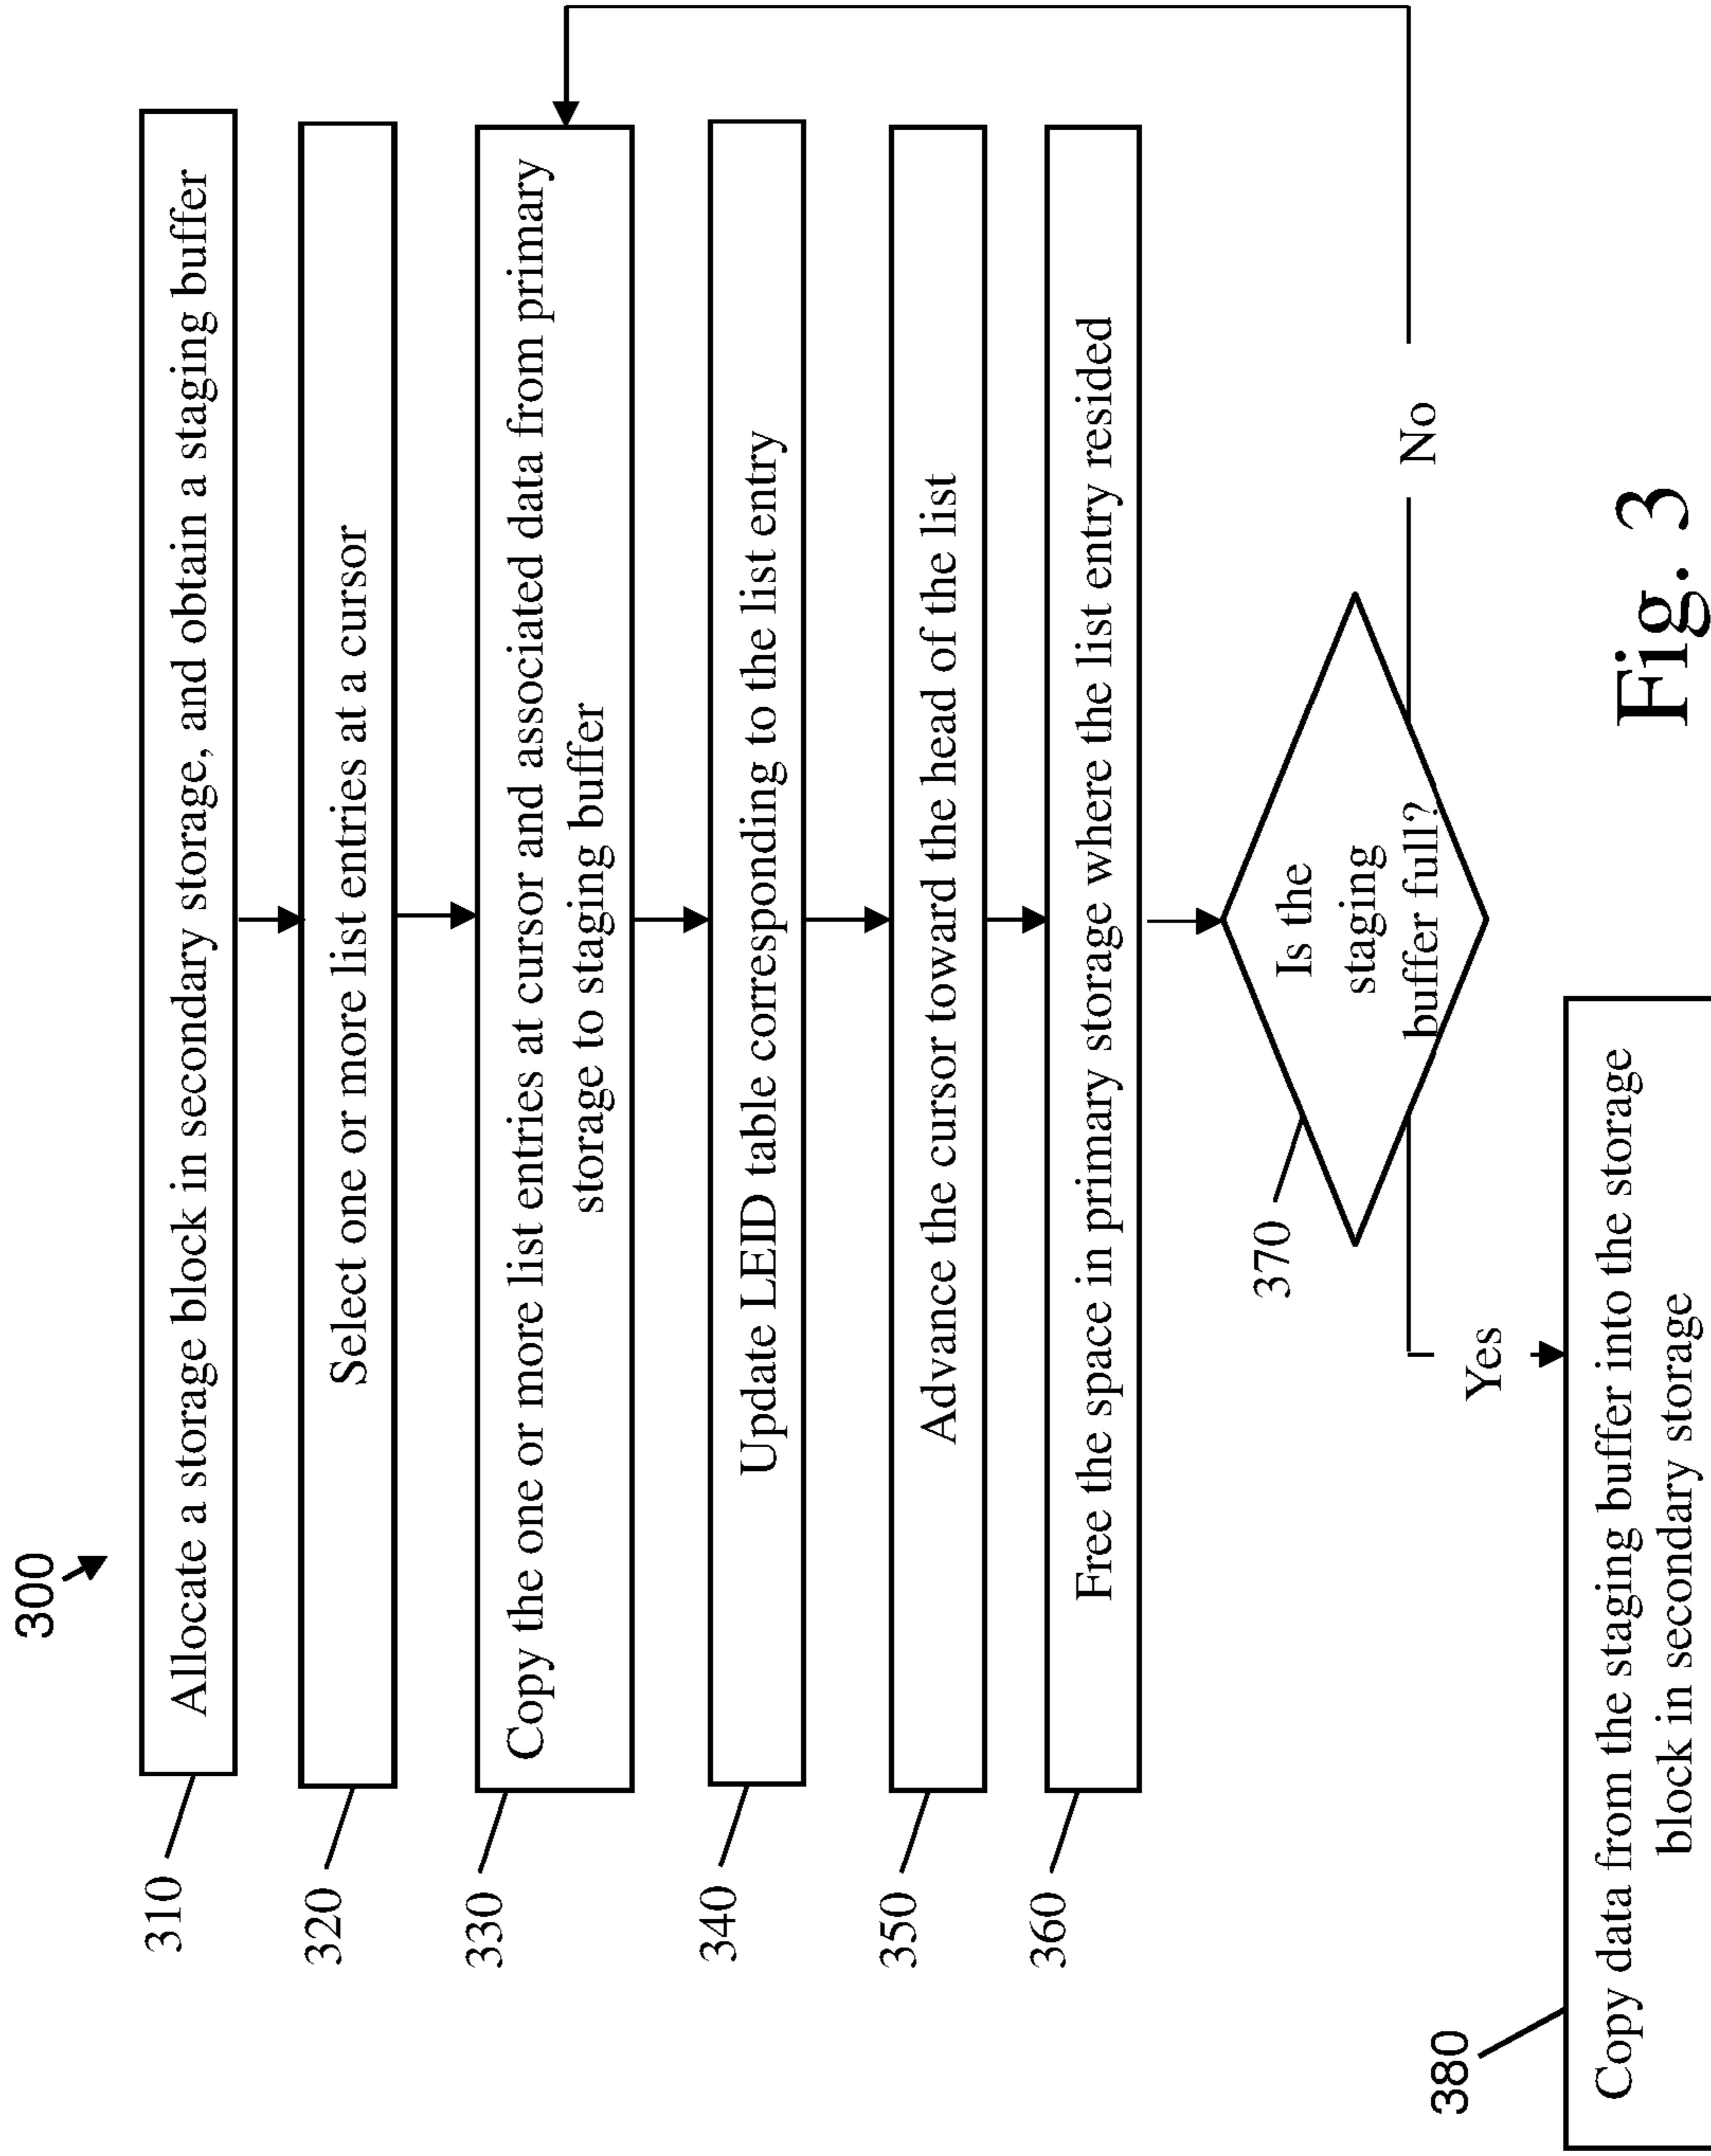 300
310
Allocate a storage block in secondary storage, and obtain a staging buffer
320
Select one or more list entries at a cursor
330
Copy the one or more list entries at cursor and associated data from primary
storage to staging buffer
340
Update LEID table corresponding to the list entry
350
Advance the cursor toward the head of the list
360
Free the space in primary storage where the list entry resided
370
Is the
staging
buffer full?
Yes
No
380
Copy data from the staging buffer into the storage
block in secondary storage
Fig. 3